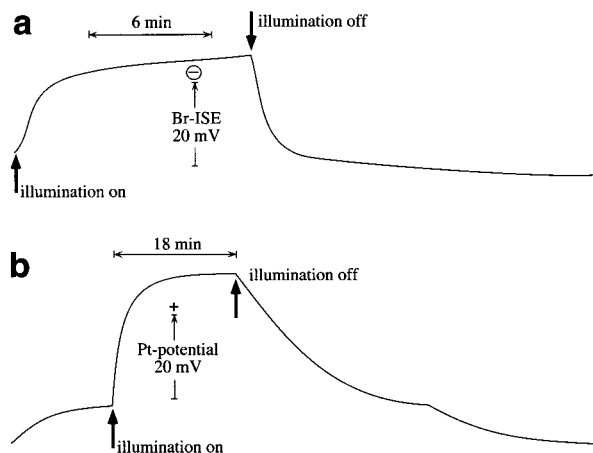 a
6 min
illumination off
⊖
Br-ISE
20 mV
illumination on
b
18 min
illumination off
+
Pt-potential
20 mV
illumination on